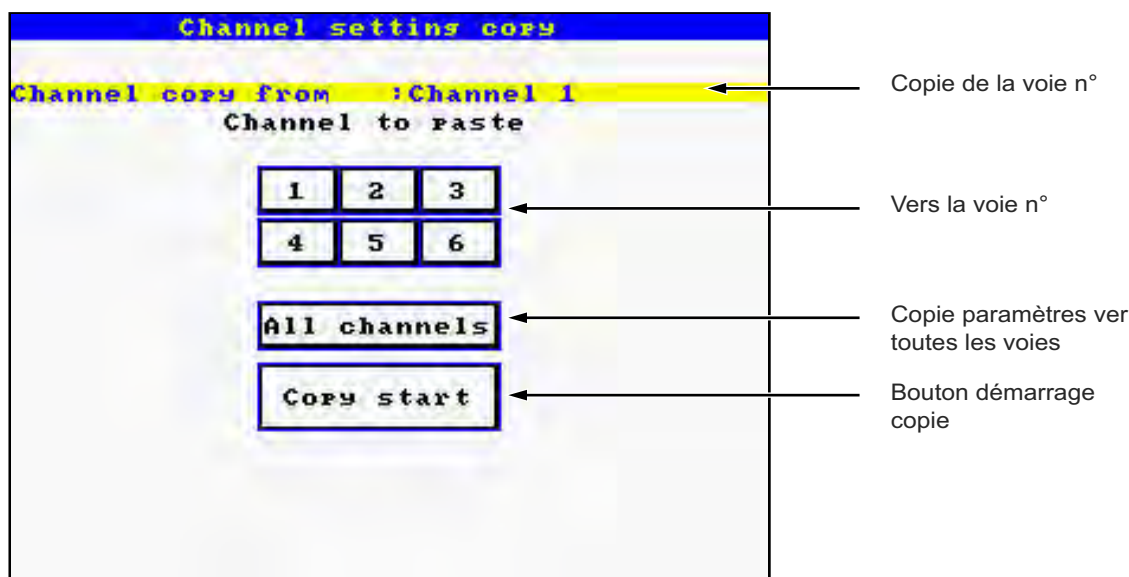 Channel setting copy
Channel copy from :Channel 1
Copie de la voie n°
Channel to paste
1 2 3
Vers la voie n°
4 5 6
All channels
Copie paramètres ver
toutes les voies
Copy start
Bouton démarrage
copie